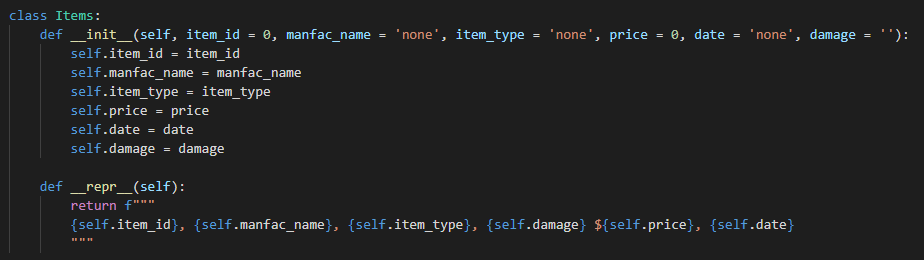 class Items:
    def __init__(self, item_id = 0, manfac_name = 'none', item_type = 'none', price = 0, date = 'none', damage = ''):
        self.item_id = item_id
        self.manfac_name = manfac_name
        self.item_type = item_type
        self.price = price
        self.date = date
        self.damage = damage

    def __repr__(self):
        return f"""
        {self.item_id}, {self.manfac_name}, {self.item_type}, {self.damage} ${self.price}, {self.date}
        """